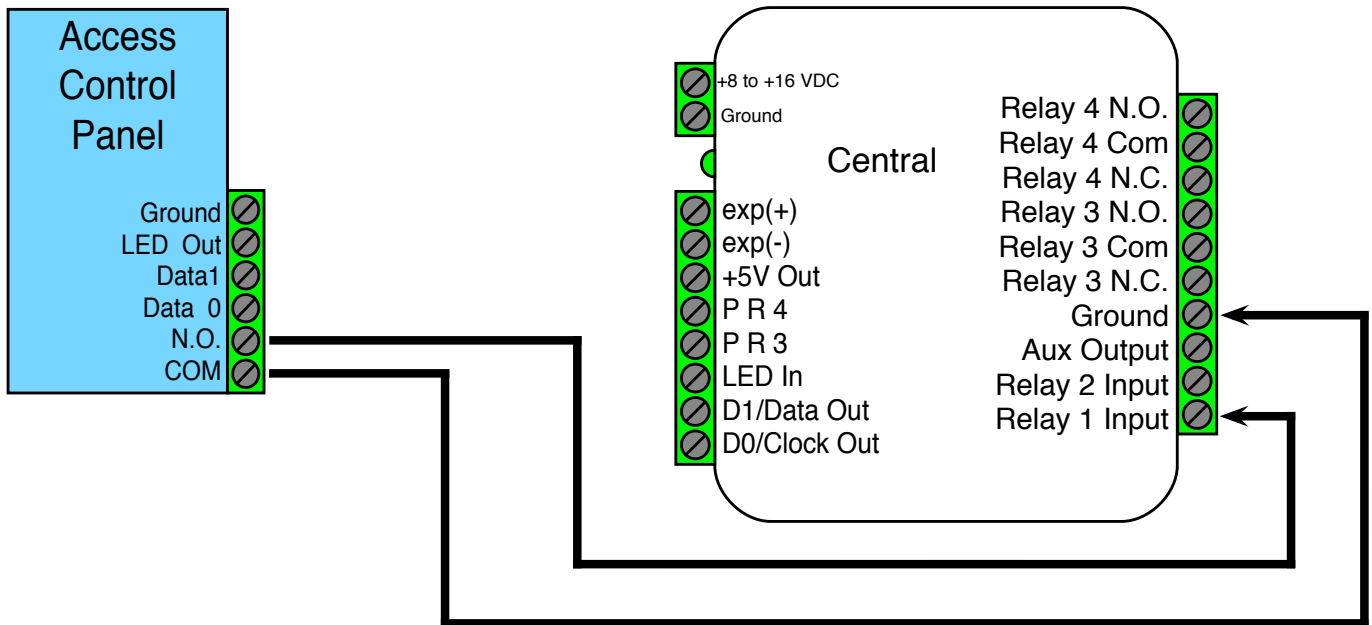 Access
Control
Panel
Ground
LED Out
Data1
Data 0
N.O.
COM
+8 to +16 VDC
Ground
Central
exp(+)
exp(-)
+5V Out
P R 4
P R 3
LED In
D1/Data Out
D0/Clock Out
Relay 4 N.O.
Relay 4 Com
Relay 4 N.C.
Relay 3 N.O.
Relay 3 Com
Relay 3 N.C.
Ground
Aux Output
Relay 2 Input
Relay 1 Input